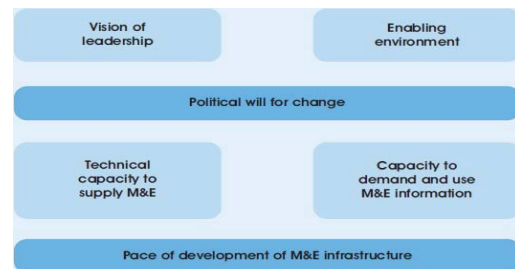 Vision of
leadership
Enabling
environment
Political will for change
Technical
capacity to
supply M&E
Capacity to
demand and use
M&E information
Pace of development of M&E infrastructure